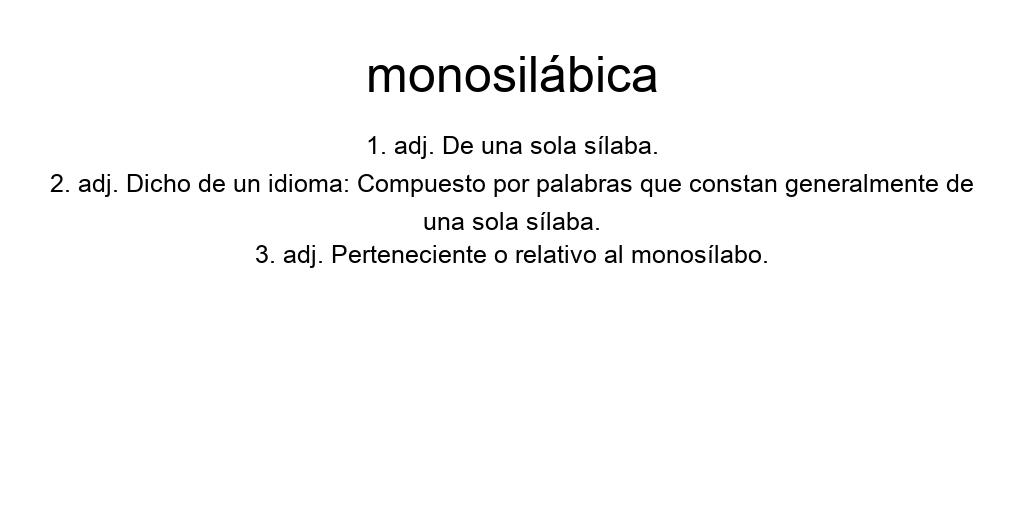 monosilábica
1. adj. De una sola sílaba.
2. adj. Dicho de un idioma: Compuesto por palabras que constan generalmente de
una sola sílaba.
3. adj. Perteneciente o relativo al monosílabo.